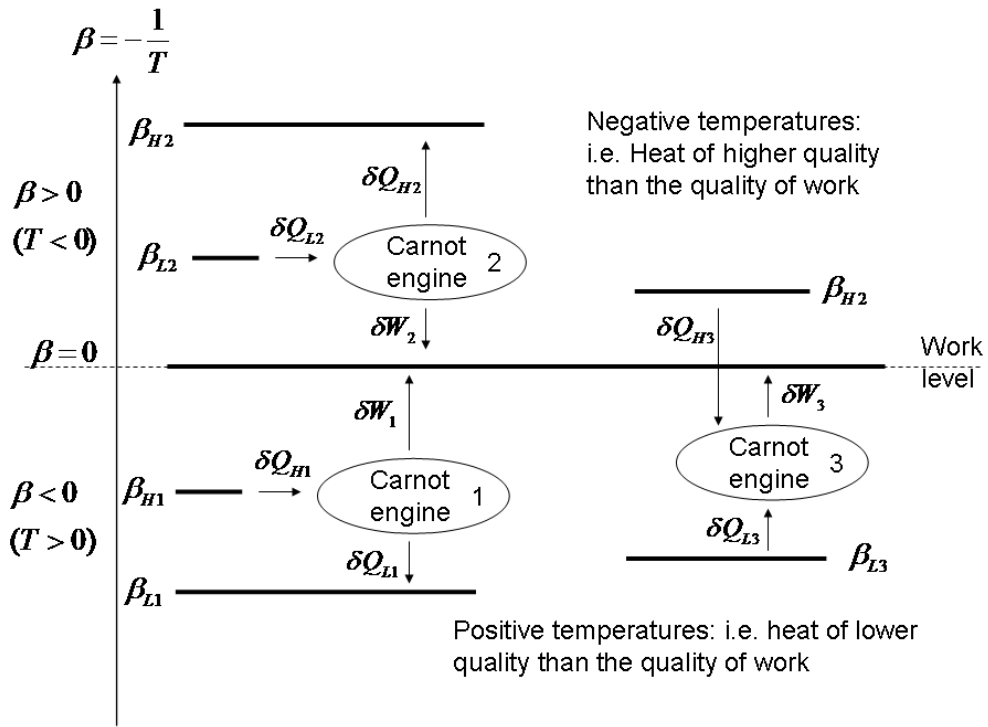 β = − 1/T
β_H2
Negative temperatures:
i.e. Heat of higher quality
than the quality of work
δQ_H2
β > 0
(T < 0)
δQ_L2
β_L2
Carnot
engine 2
β_H2
δW_2
δQ_H3
β = 0
Work
level
δW_1
δW_3
δQ_H1
Carnot
engine 3
β < 0
(T > 0)
β_H1
Carnot
engine 1
δQ_L3
δQ_L1
β_L3
β_L1
Positive temperatures: i.e. heat of lower
quality than the quality of work